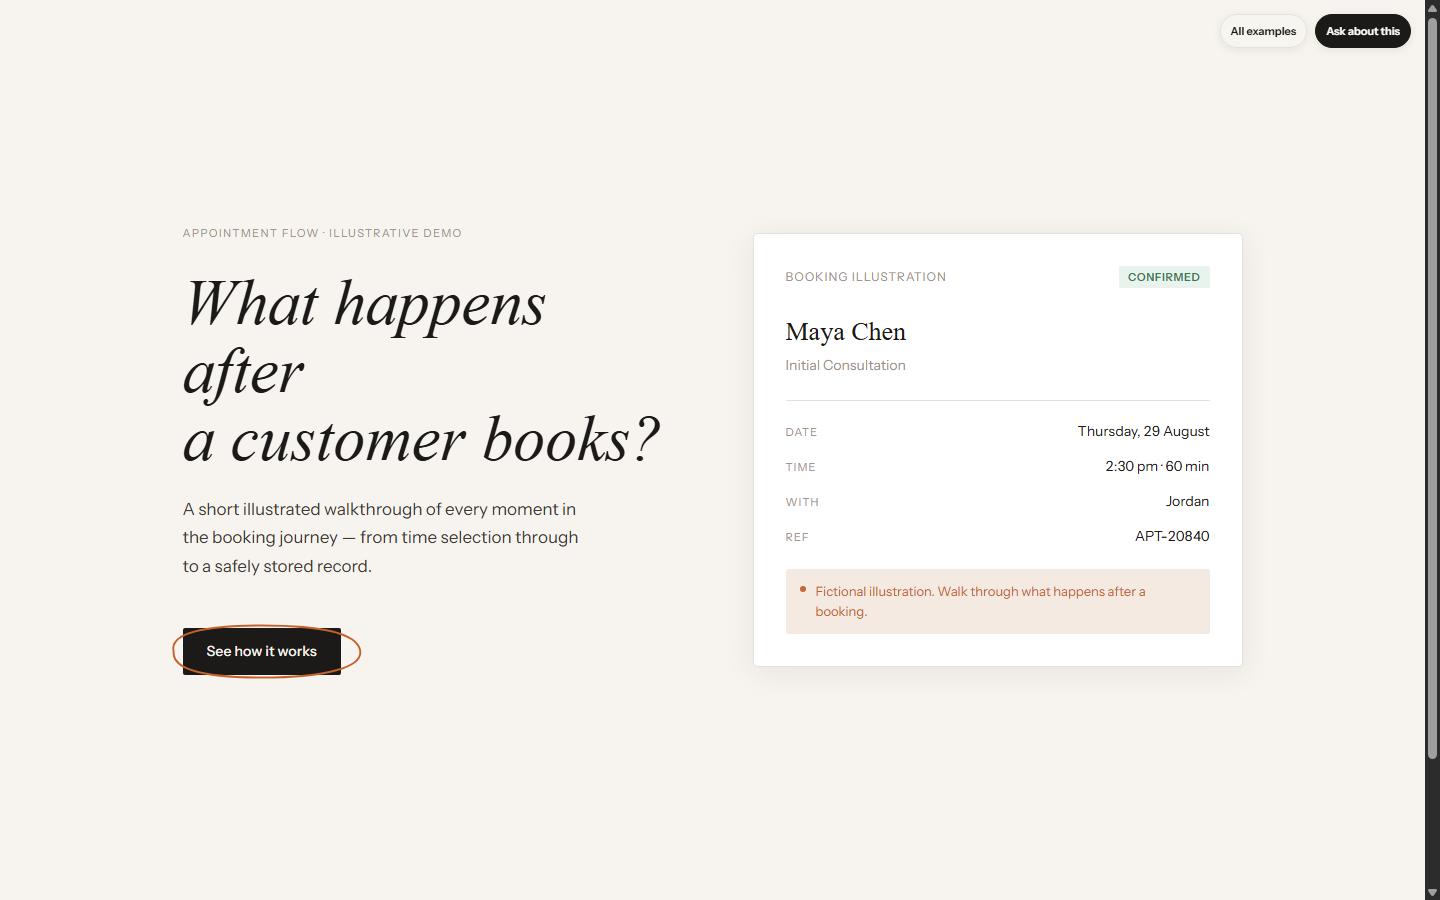 All examples
Ask about this
APPOINTMENT FLOW · ILLUSTRATIVE DEMO
What happens
after
a customer books?
A short illustrated walkthrough of every moment in
the booking journey — from time selection through
to a safely stored record.
See how it works
BOOKING ILLUSTRATION
CONFIRMED
Maya Chen
Initial Consultation
DATE
Thursday, 29 August
TIME
2:30 pm · 60 min
WITH
Jordan
REF
APT-20840
Fictional illustration. Walk through what happens after a
booking.